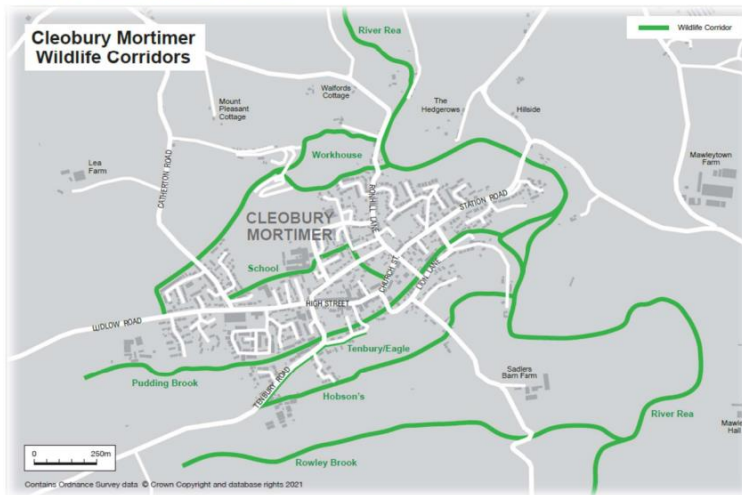 Cleobury Mortimer
Wildlife Corridors
River Rea
Wildlife Corridor
Walfords
Cottage
The
Hedgerows
Hillside
Mount
Pleasant
Cottage
Lea
Farm
Workhouse
Mawleytown
Farm
CATHERTON ROAD
RONHILL LANE
STATION ROAD
CLEOBURY
MORTIMER
School
CHURCH ST.
LION LANE
HIGH STREET
LUDLOW ROAD
Tenbury/Eagle
Pudding Brook
TENBURY ROAD
Hobson's
Sadlers
Barn Farm
River Rea
Mawley
Hall
Rowley Brook
0 250m
Contains Ordnance Survey data © Crown Copyright and database rights 2021